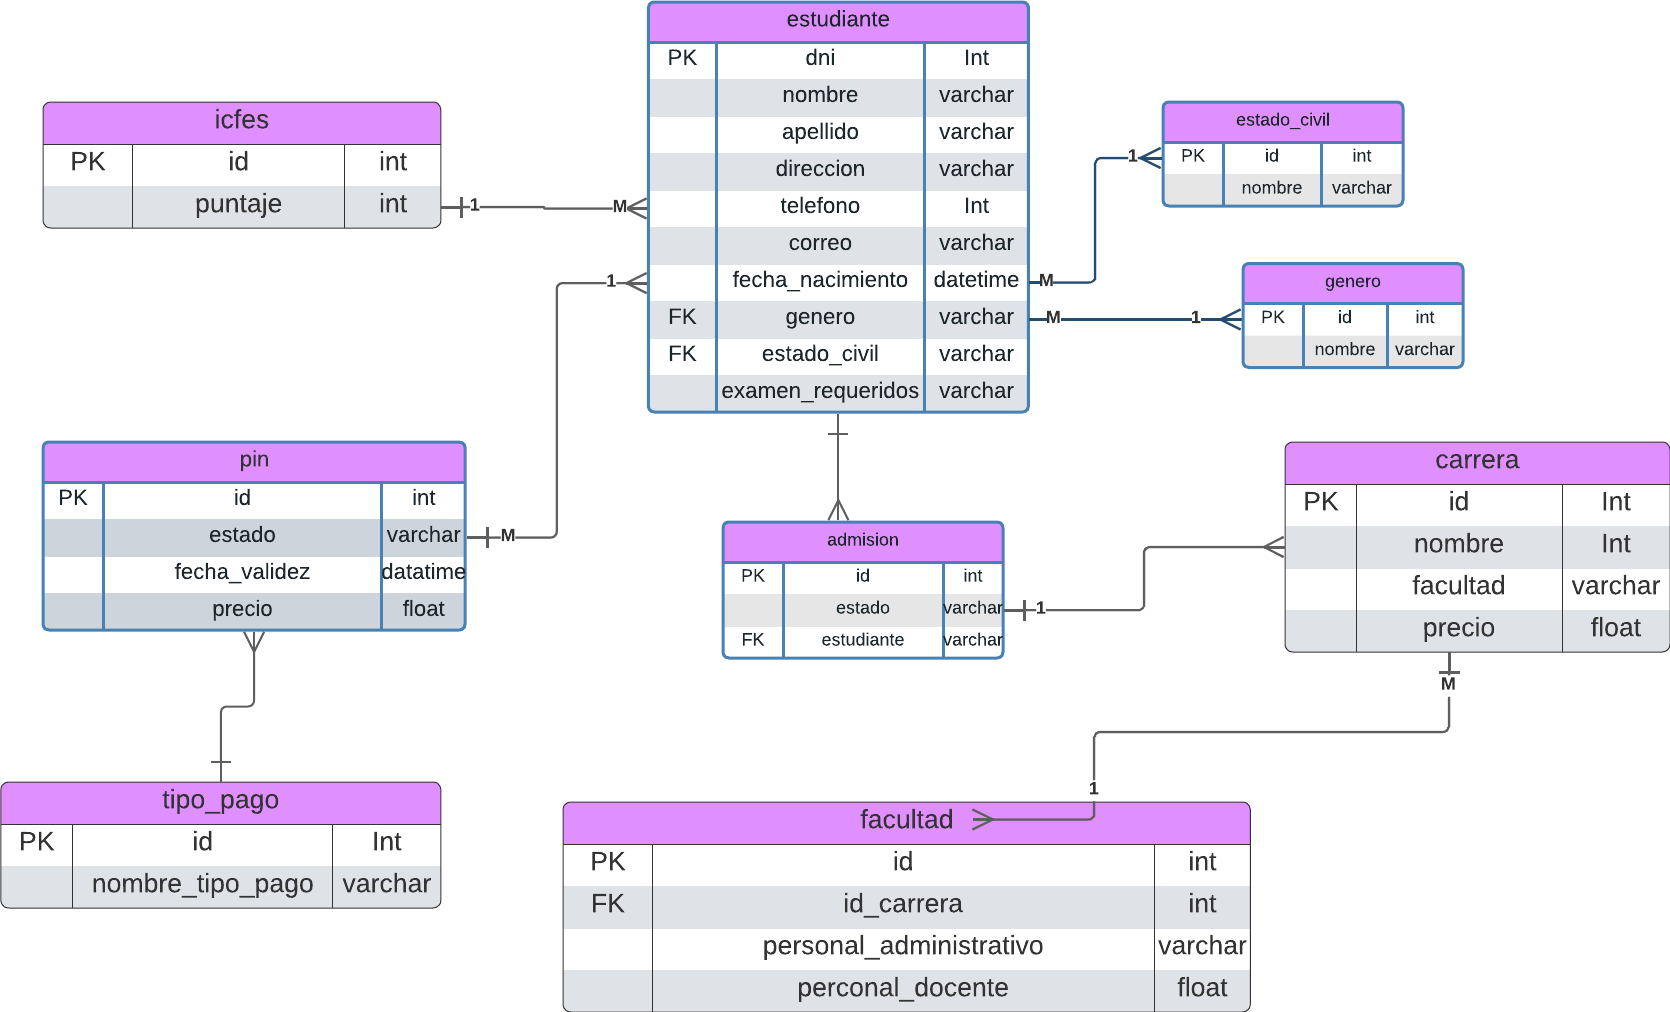 estudiante
PK dni Int
nombre varchar
apellido varchar
direccion varchar
telefono Int
correo varchar
fecha_nacimiento datetime
FK genero varchar
FK estado_civil varchar
examen_requeridos varchar
icfes
PK id int
puntaje int
1 M
estado_civil
PK id int
nombre varchar
M 1
genero
PK id int
nombre varchar
M 1
pin
PK id int
estado varchar
fecha_validez datatime
precio float
M 1
admision
PK id int
estado varchar
FK estudiante varchar
1
carrera
PK id Int
nombre Int
facultad varchar
precio float
M
1
tipo_pago
PK id Int
nombre_tipo_pago varchar
facultad
PK id int
FK id_carrera int
personal_administrativo varchar
perconal_docente float